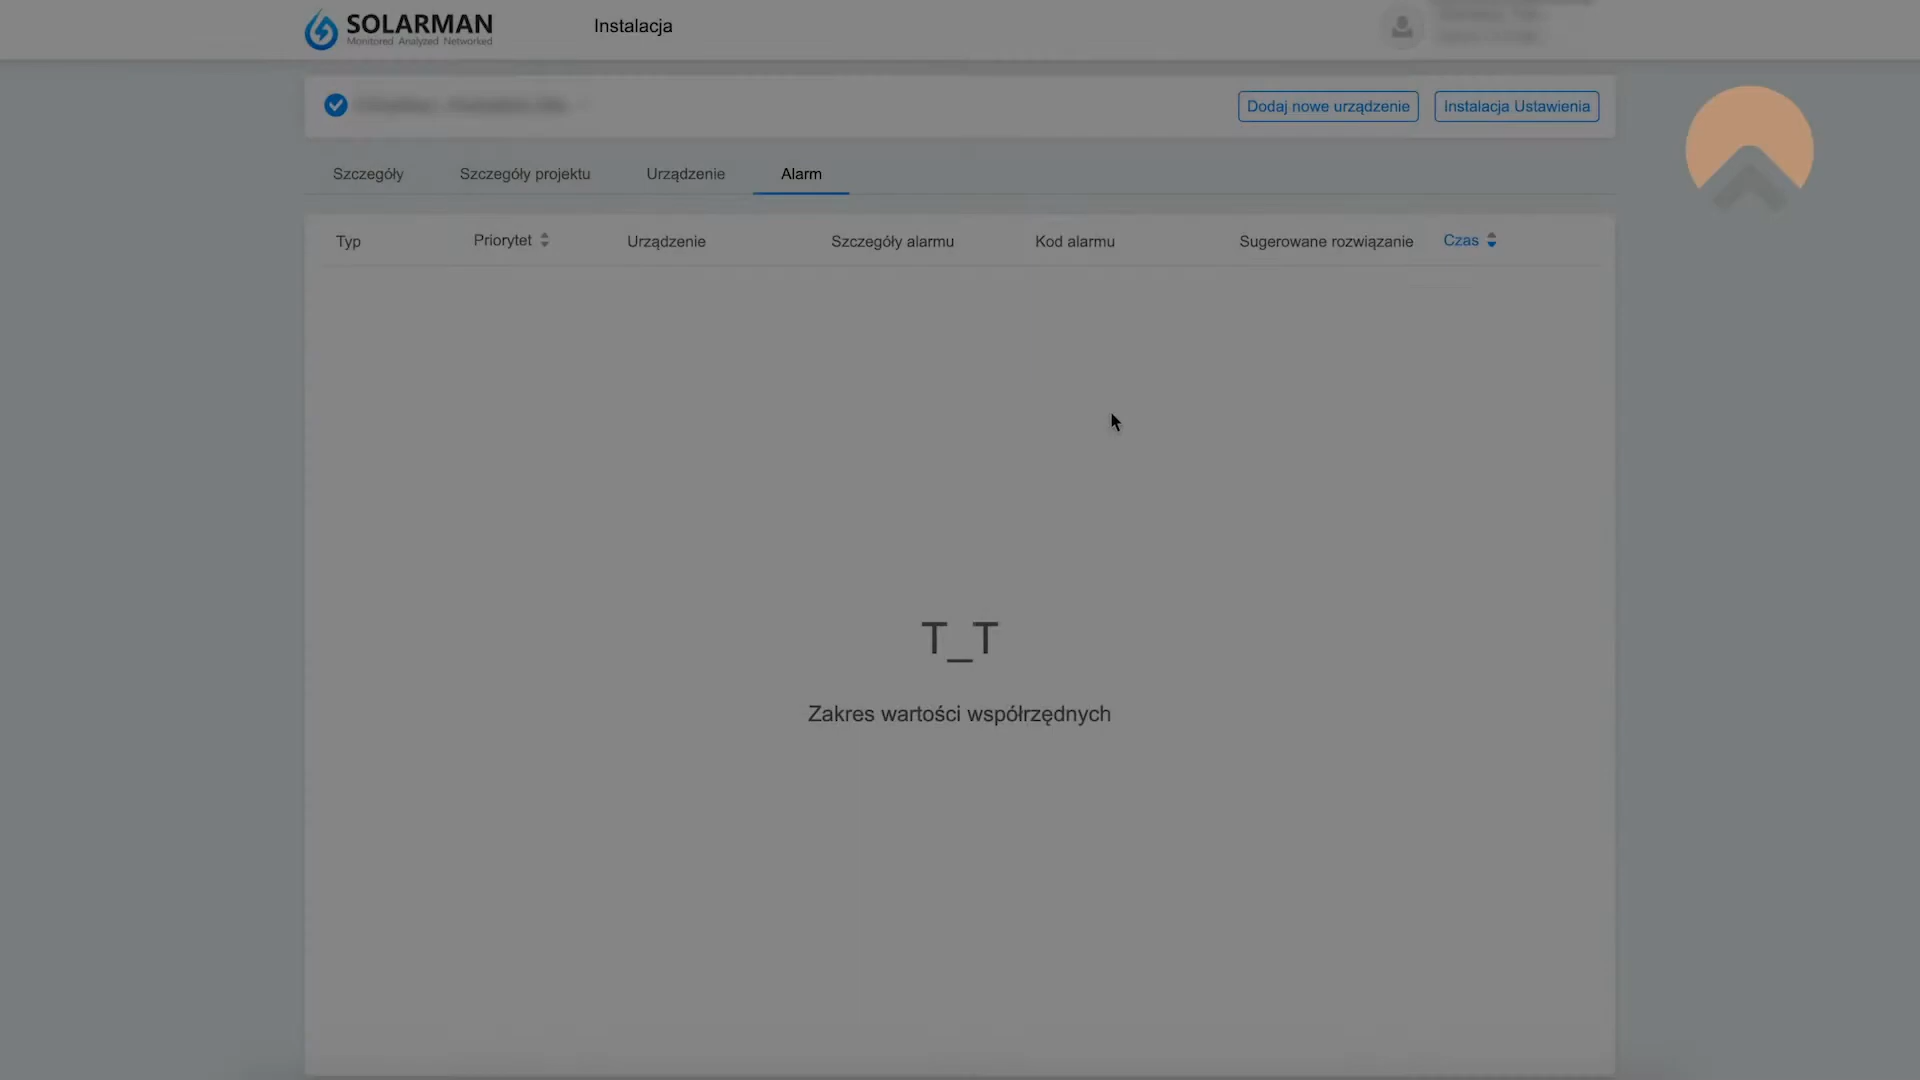 SOLARMAN
Monitored Analyzed Networked
Instalacja
Dodaj nowe urządzenie
Instalacja Ustawienia
Szczegóły
Szczegóły projektu
Urządzenie
Alarm
Typ
Priorytet
Urządzenie
Szczegóły alarmu
Kod alarmu
Sugerowane rozwiązanie
Czas
T_T
Zakres wartości współrzędnych